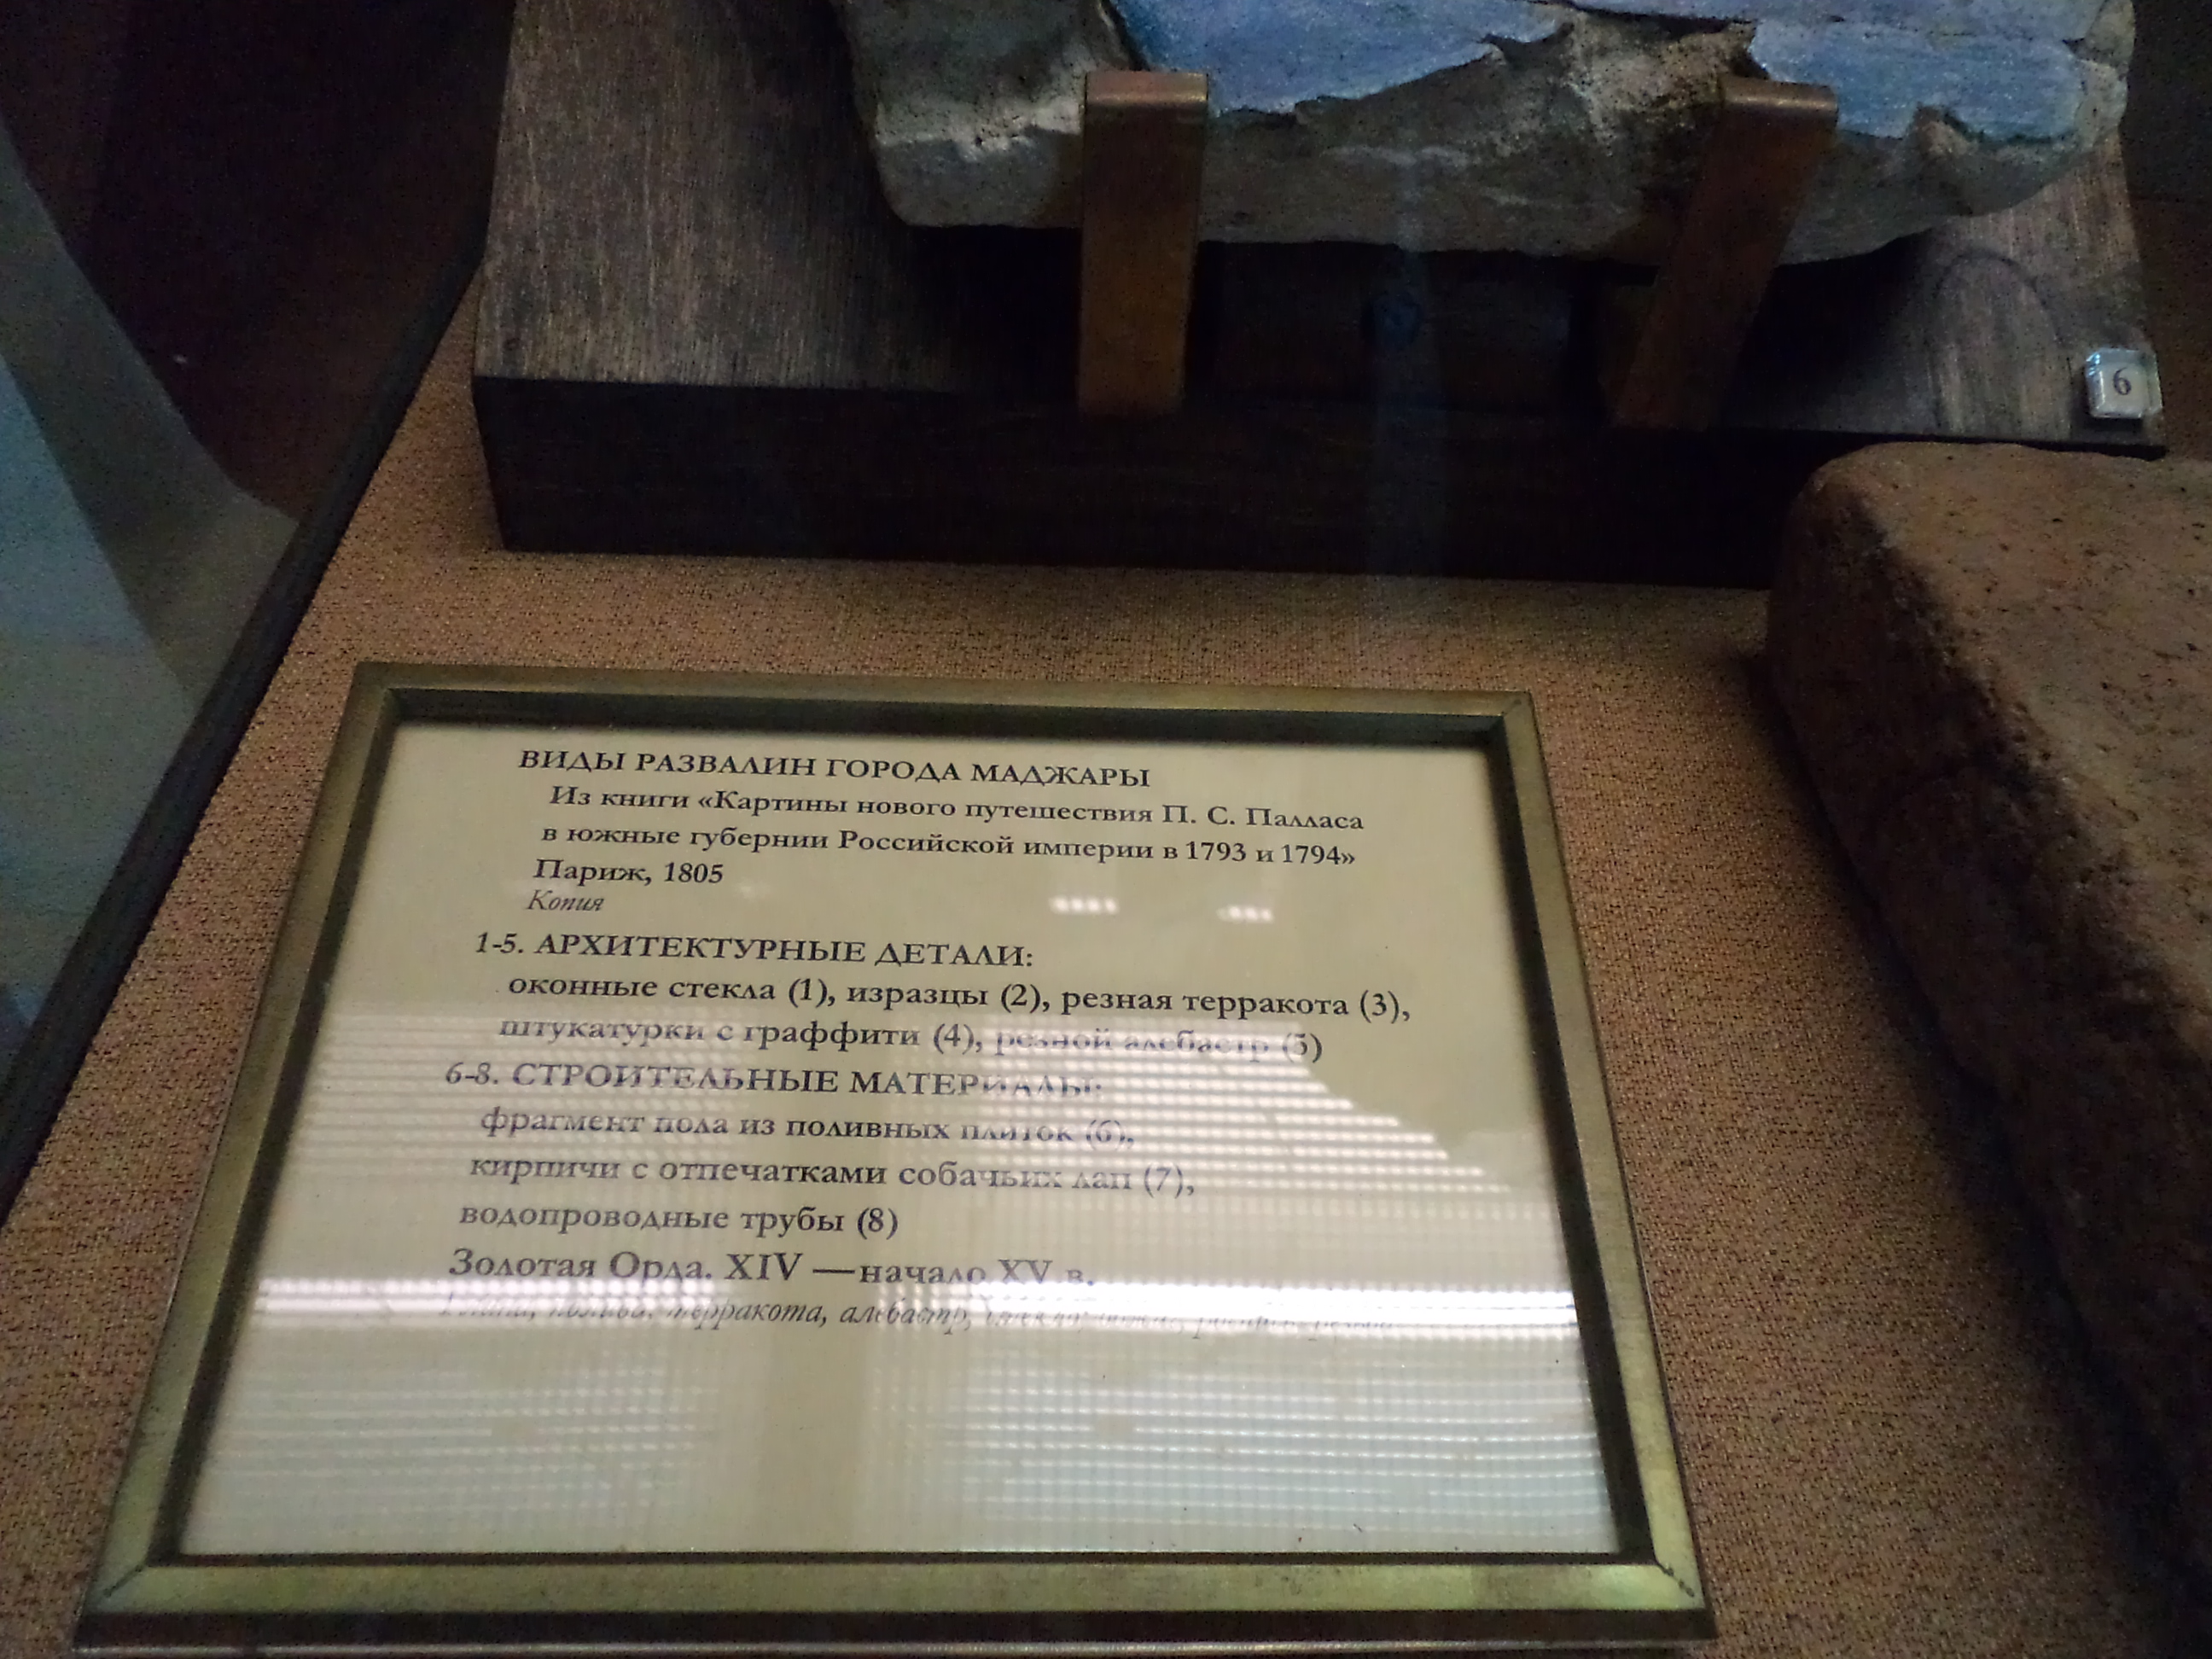 6
ВИДЫ РАЗВАЛИН ГОРОДА МАДЖАРЫ
Из книги «Картины нового путешествия П. С. Палласа
в южные губернии Российской империи в 1793 и 1794»
Париж, 1805
Копия
1-5. АРХИТЕКТУРНЫЕ ДЕТАЛИ:
оконные стекла (1), изразцы (2), резная терракота (3),
штукатурки с граффити (4), резной алебастр (5)
6-8. СТРОИТЕЛЬНЫЕ МАТЕРИАЛЫ:
фрагмент пола из поливных плиток (6),
кирпичи с отпечатками собачьих лап (7),
водопроводные трубы (8)
Золотая Орда. XIV —начало XV в.
терракота, алебастр,